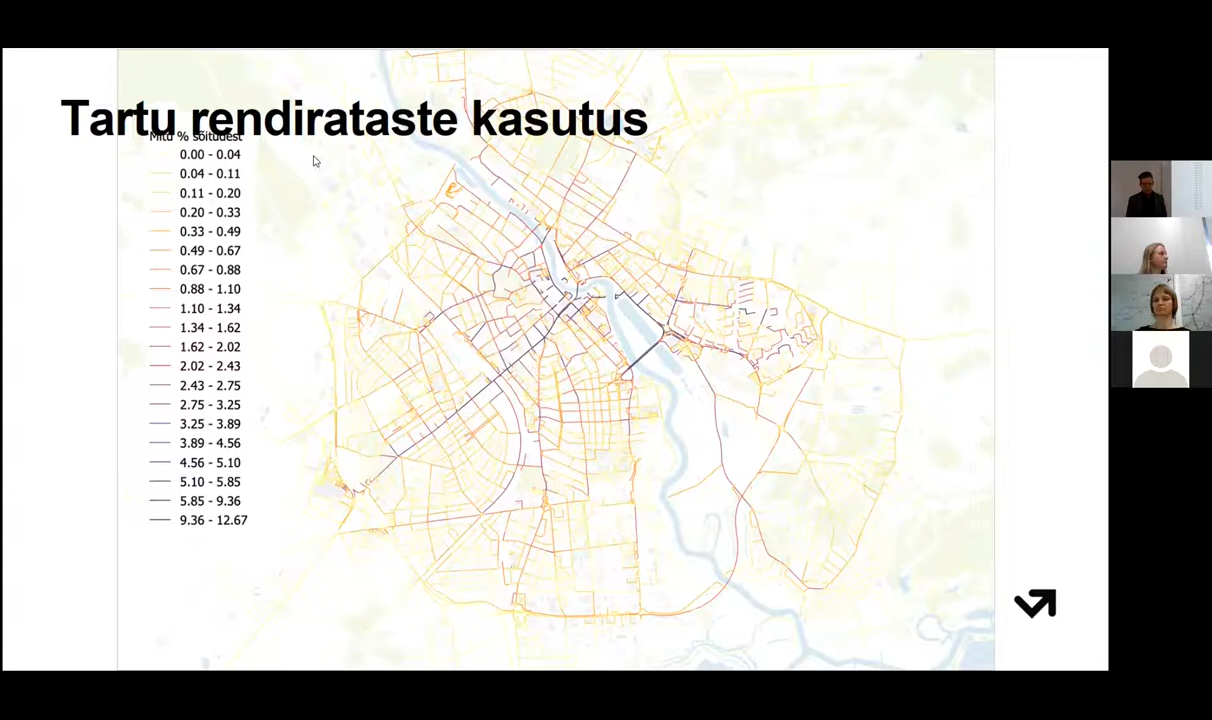 Tartu rendirataste kasutus
Mitu % sõitudest
0.00 - 0.04
0.04 - 0.11
0.11 - 0.20
0.20 - 0.33
0.33 - 0.49
0.49 - 0.67
0.67 - 0.88
0.88 - 1.10
1.10 - 1.34
1.34 - 1.62
1.62 - 2.02
2.02 - 2.43
2.43 - 2.75
2.75 - 3.25
3.25 - 3.89
3.89 - 4.56
4.56 - 5.10
5.10 - 5.85
5.85 - 9.36
9.36 - 12.67